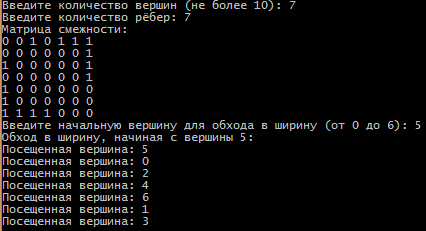 Введите количество вершин (не более 10): 7
Введите количество рёбер: 7
Матрица смежности:
0 0 1 0 1 1 1
0 0 0 0 0 0 1
1 0 0 0 0 0 1
0 0 0 0 0 0 1
1 0 0 0 0 0 0
1 0 0 0 0 0 0
1 1 1 1 0 0 0
Введите начальную вершину для обхода в ширину (от 0 до 6): 5
Обход в ширину, начиная с вершины 5:
Посещенная вершина: 5
Посещенная вершина: 0
Посещенная вершина: 2
Посещенная вершина: 4
Посещенная вершина: 6
Посещенная вершина: 1
Посещенная вершина: 3